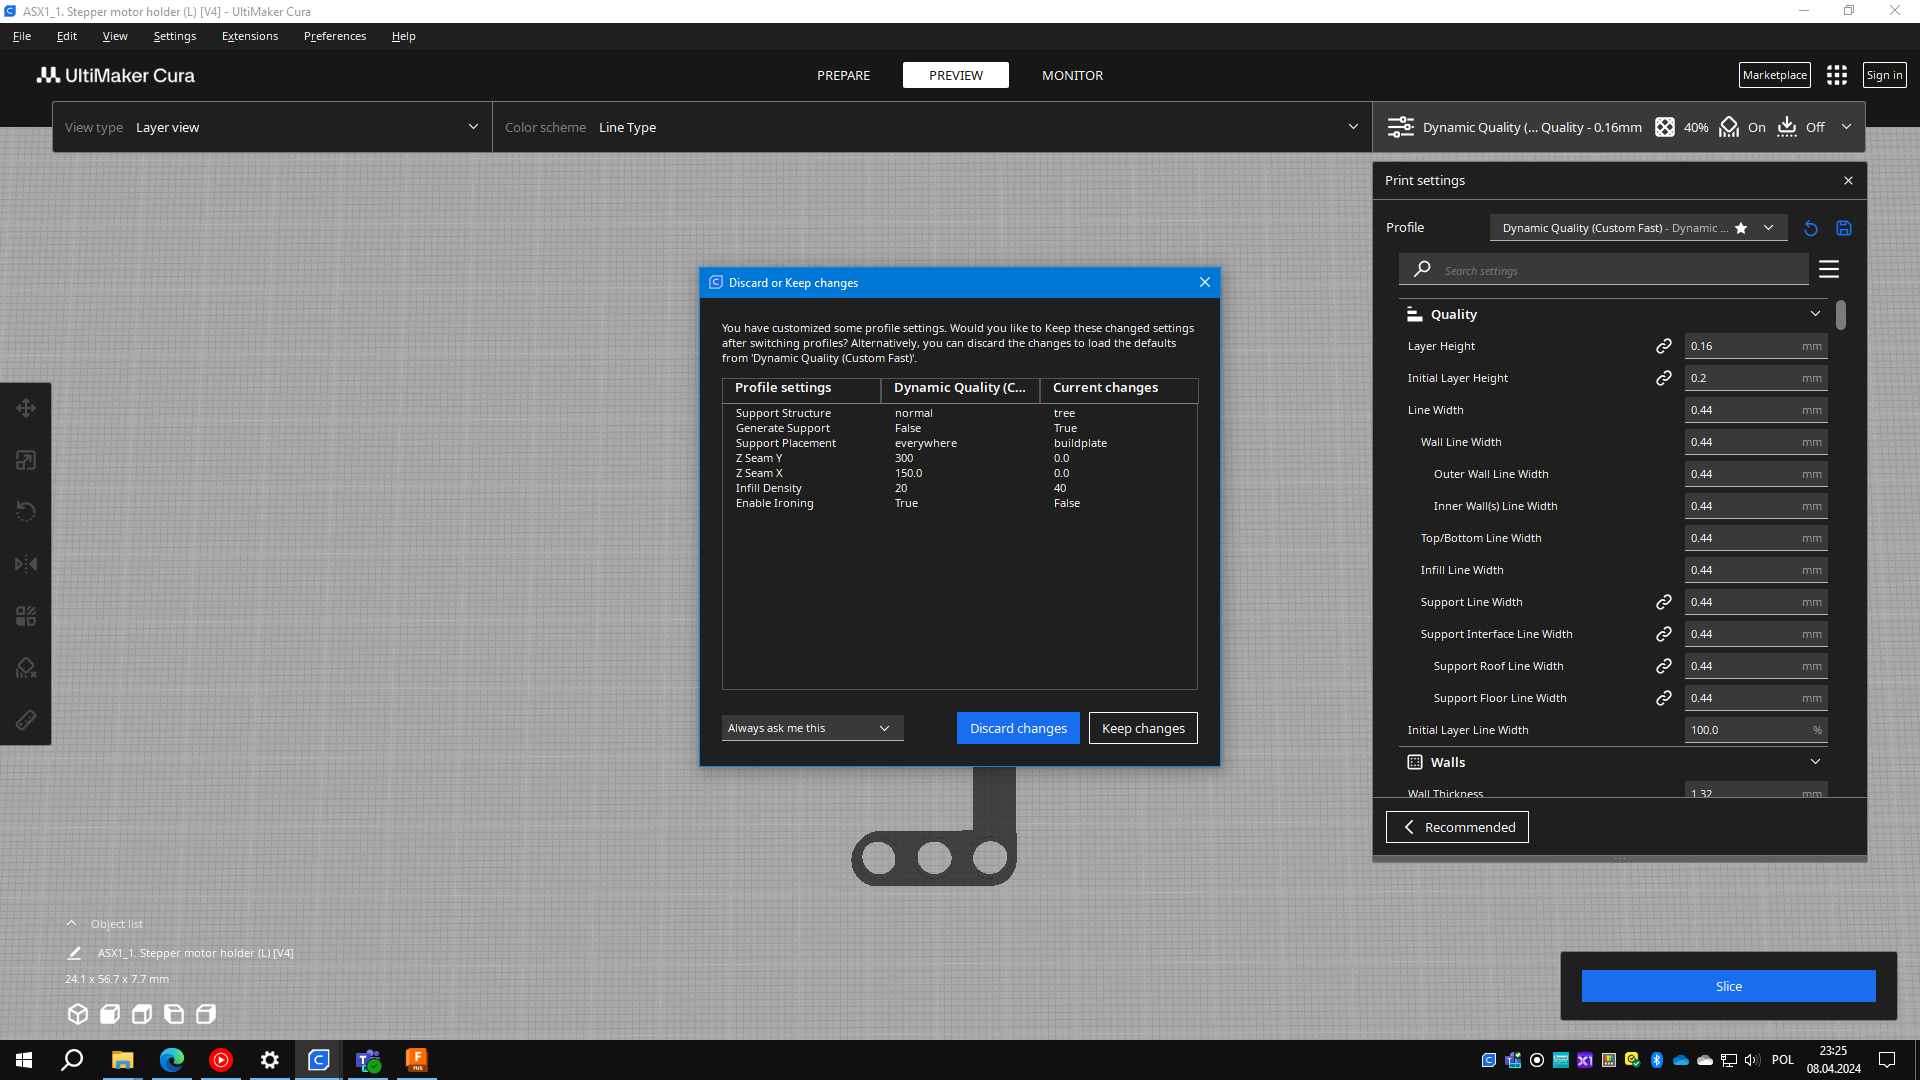 ASX1_1. Stepper motor holder (L) [V4] - UltiMaker Cura
File Edit View Settings Extensions Preferences Help
UltiMaker Cura
PREPARE PREVIEW MONITOR
Marketplace Sign in
View type Layer view
Color scheme Line Type
Dynamic Quality (... Quality - 0.16mm 40% On Off
Print settings
Profile Dynamic Quality (Custom Fast) - Dynamic ...
Search settings
Quality
Layer Height 0.16 mm
Initial Layer Height 0.2 mm
Line Width 0.44 mm
Wall Line Width 0.44 mm
Outer Wall Line Width 0.44 mm
Inner Wall(s) Line Width 0.44 mm
Top/Bottom Line Width 0.44 mm
Infill Line Width 0.44 mm
Support Line Width 0.44 mm
Support Interface Line Width 0.44 mm
Support Roof Line Width 0.44 mm
Support Floor Line Width 0.44 mm
Initial Layer Line Width 100.0 %
Walls
Wall Thickness 1.32 mm
Recommended
Discard or Keep changes
You have customized some profile settings. Would you like to Keep these changed settings
after switching profiles? Alternatively, you can discard the changes to load the defaults
from 'Dynamic Quality (Custom Fast)'.
Profile settings Dynamic Quality (C... Current changes
Support Structure normal tree
Generate Support False True
Support Placement everywhere buildplate
Z Seam Y 300 0.0
Z Seam X 150.0 0.0
Infill Density 20 40
Enable Ironing True False
Always ask me this
Discard changes Keep changes
Object list
ASX1_1. Stepper motor holder (L) [V4]
24.1 x 56.7 x 7.7 mm
Slice
POL
23:25
08.04.2024